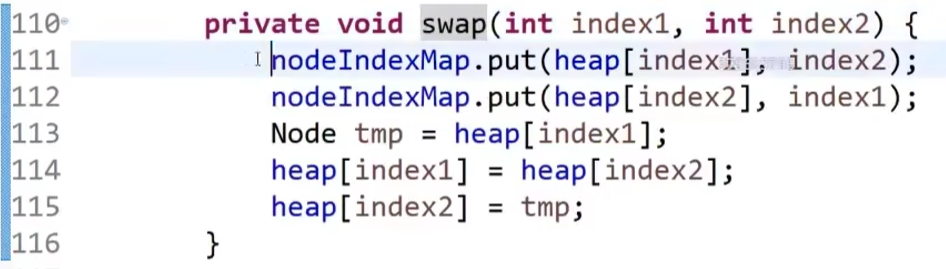 110 private void swap(int index1, int index2) {
111 nodeIndexMap.put(heap[index1], index2);
112 nodeIndexMap.put(heap[index2], index1);
113 Node tmp = heap[index1];
114 heap[index1] = heap[index2];
115 heap[index2] = tmp;
116 }